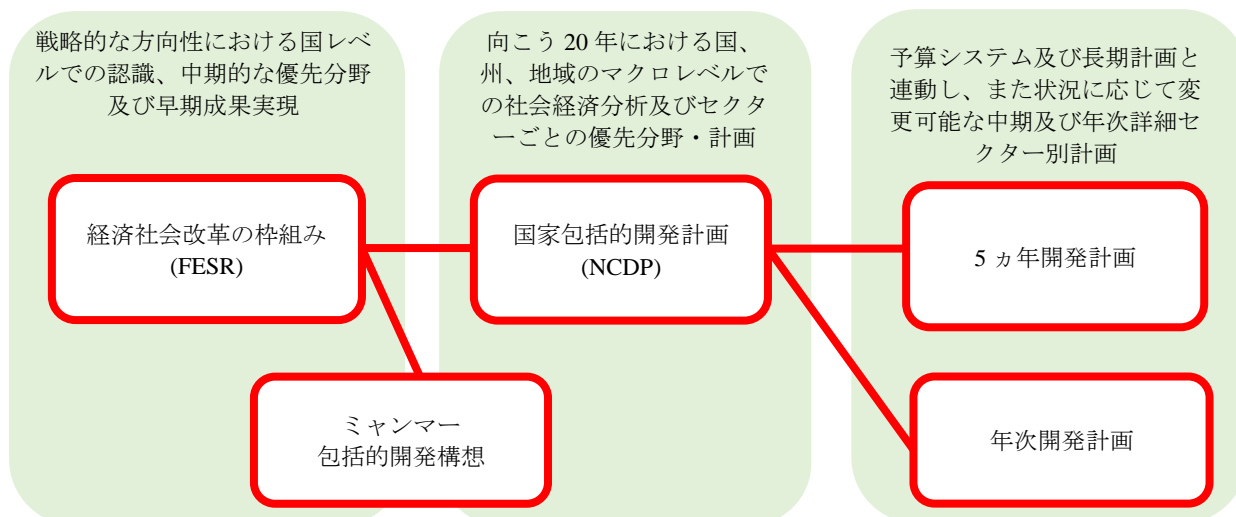 戦略的な方向性における国レベ
ルでの認識、中期的な優先分野
及び早期成果実現
向こう 20 年における国、
州、地域のマクロレベルで
の社会経済分析及びセクタ
ーごとの優先分野・計画
予算システム及び長期計画と
連動し、また状況に応じて変
更可能な中期及び年次詳細セ
クター別計画
経済社会改革の枠組み
(FESR)
国家包括的開発計画
(NCDP)
5 ヵ年開発計画
ミャンマー
包括的開発構想
年次開発計画